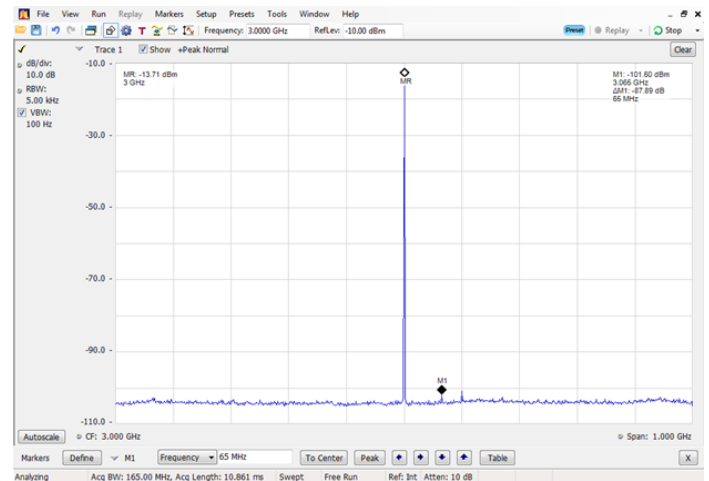 File View Run Replay Markers Setup Presets Tools Window Help
Frequency: 3.0000 GHz RefLev: -10.00 dBm Preset Replay Stop
Trace 1 Show +Peak Normal Clear
dB/div:
10.0 dB
RBW:
5.00 kHz
VBW:
100 Hz
-10.0
-30.0
-50.0
-70.0
-90.0
-110.0
MR: -13.71 dBm
3 GHz
MR
M1: -101.60 dBm
3.065 GHz
ΔM1: -87.89 dB
65 MHz
M1
Autoscale CF: 3.000 GHz Span: 1.000 GHz
Markers Define M1 Frequency 65 MHz To Center Peak Table X
Analyzing Acq BW: 165.00 MHz, Acq Length: 10.861 ms Swept Free Run Ref: Int Atten: 10 dB